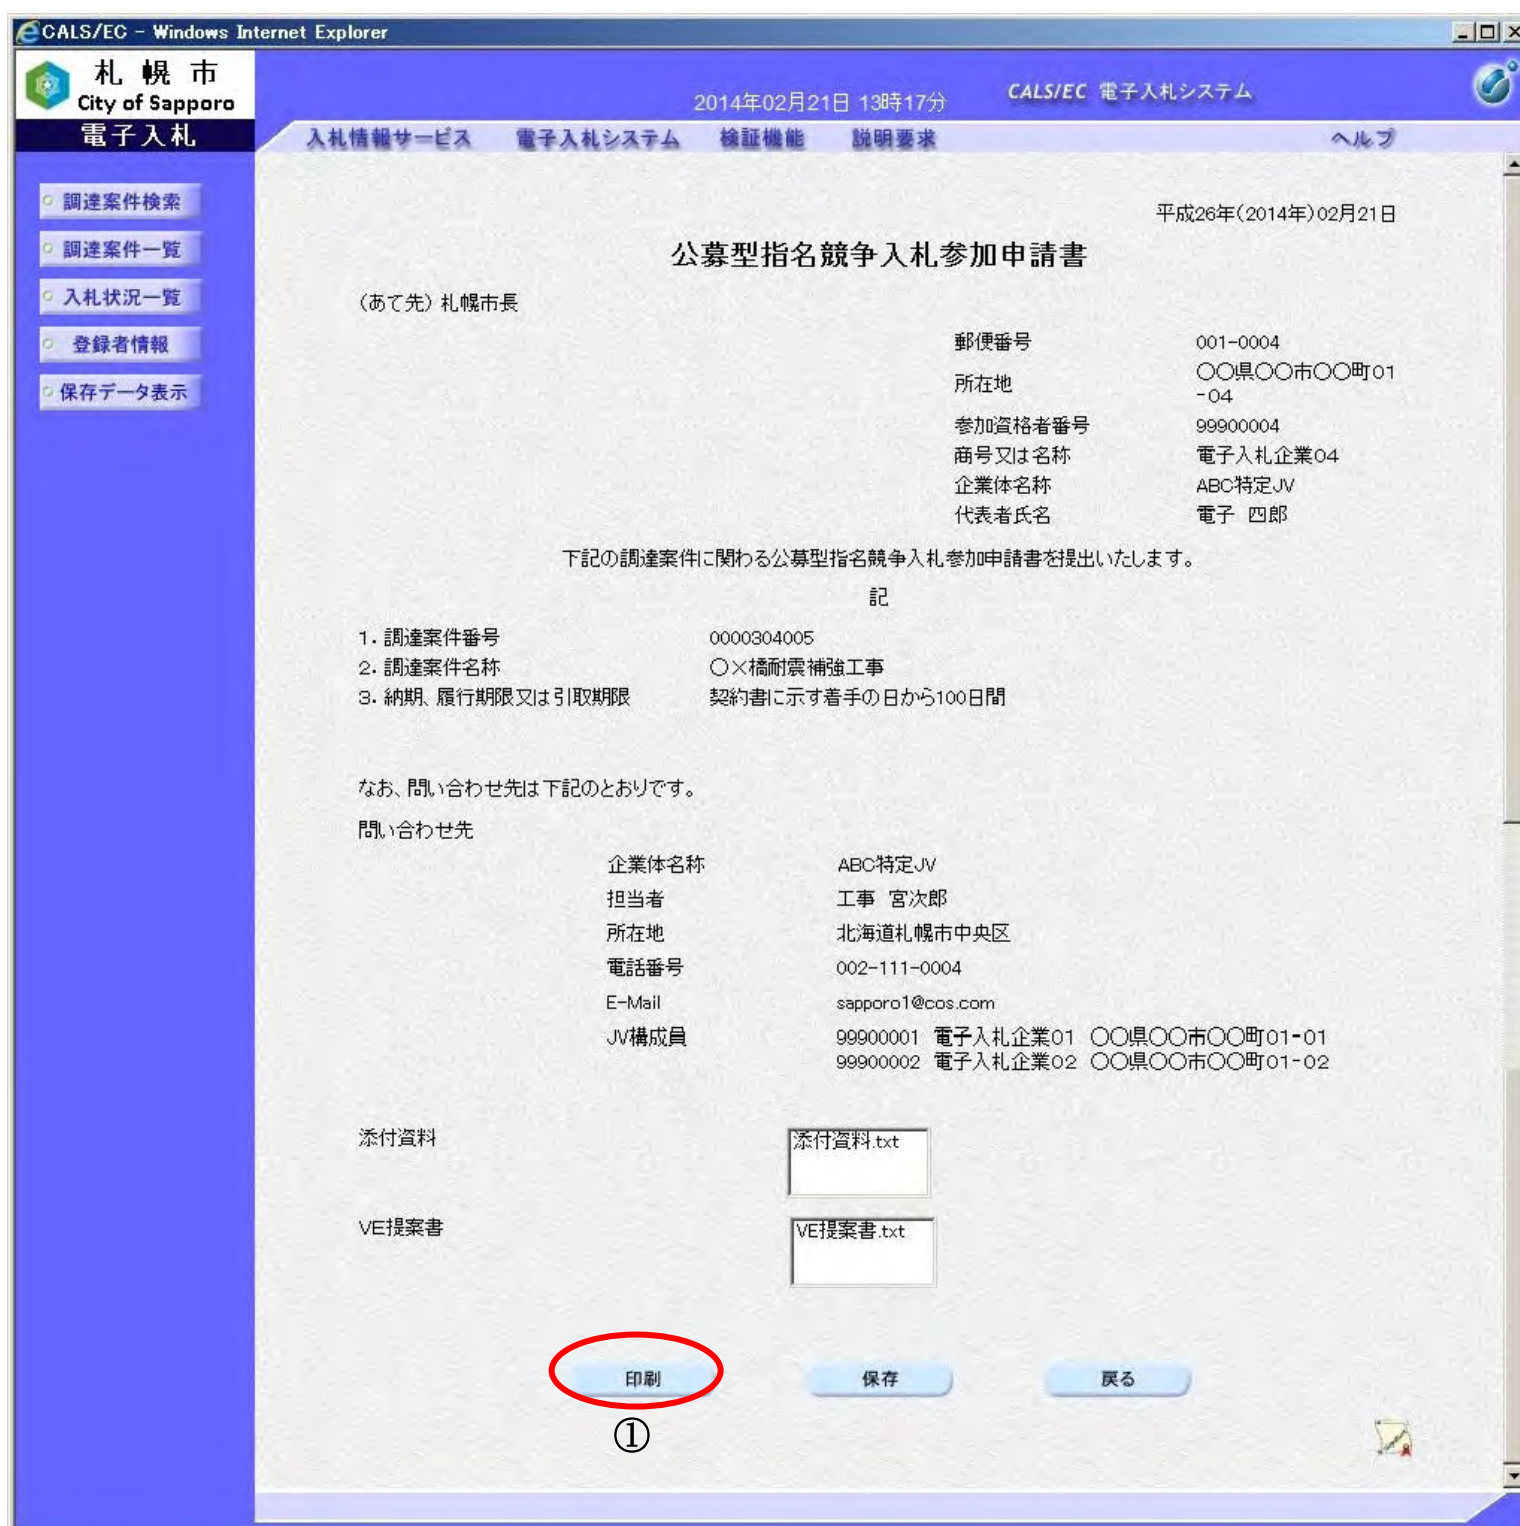 CALS/EC - Windows Internet Explorer
札幌市
City of Sapporo
電子入札
2014年02月21日 13時17分
CALS/EC 電子入札システム
入札情報サービス 電子入札システム 検証機能 説明要求 ヘルプ
調達案件検索
調達案件一覧
入札状況一覧
登録者情報
保存データ表示
平成26年(2014年)02月21日
公募型指名競争入札参加申請書
(あて先)札幌市長
郵便番号 001-0004
所在地 〇〇県〇〇市〇〇町01
-04
参加資格者番号 99900004
商号又は名称 電子入札企業04
企業体名称 ABC特定JV
代表者氏名 電子 四郎
下記の調達案件に関わる公募型指名競争入札参加申請書を提出いたします。
記
1.調達案件番号 0000304005
2.調達案件名称 〇×橋耐震補強工事
3.納期、履行期限又は引取期限 契約書に示す着手の日から100日間
なお、問い合わせ先は下記のとおりです。
問い合わせ先
企業体名称 ABC特定JV
担当者 工事 宮次郎
所在地 北海道札幌市中央区
電話番号 002-111-0004
E-Mail sapporo1@cos.com
JV構成員 99900001 電子入札企業01 〇〇県〇〇市〇〇町01-01
99900002 電子入札企業02 〇〇県〇〇市〇〇町01-02
添付資料 添付資料.txt
VE提案書 VE提案書.txt
印刷 保存 戻る
①